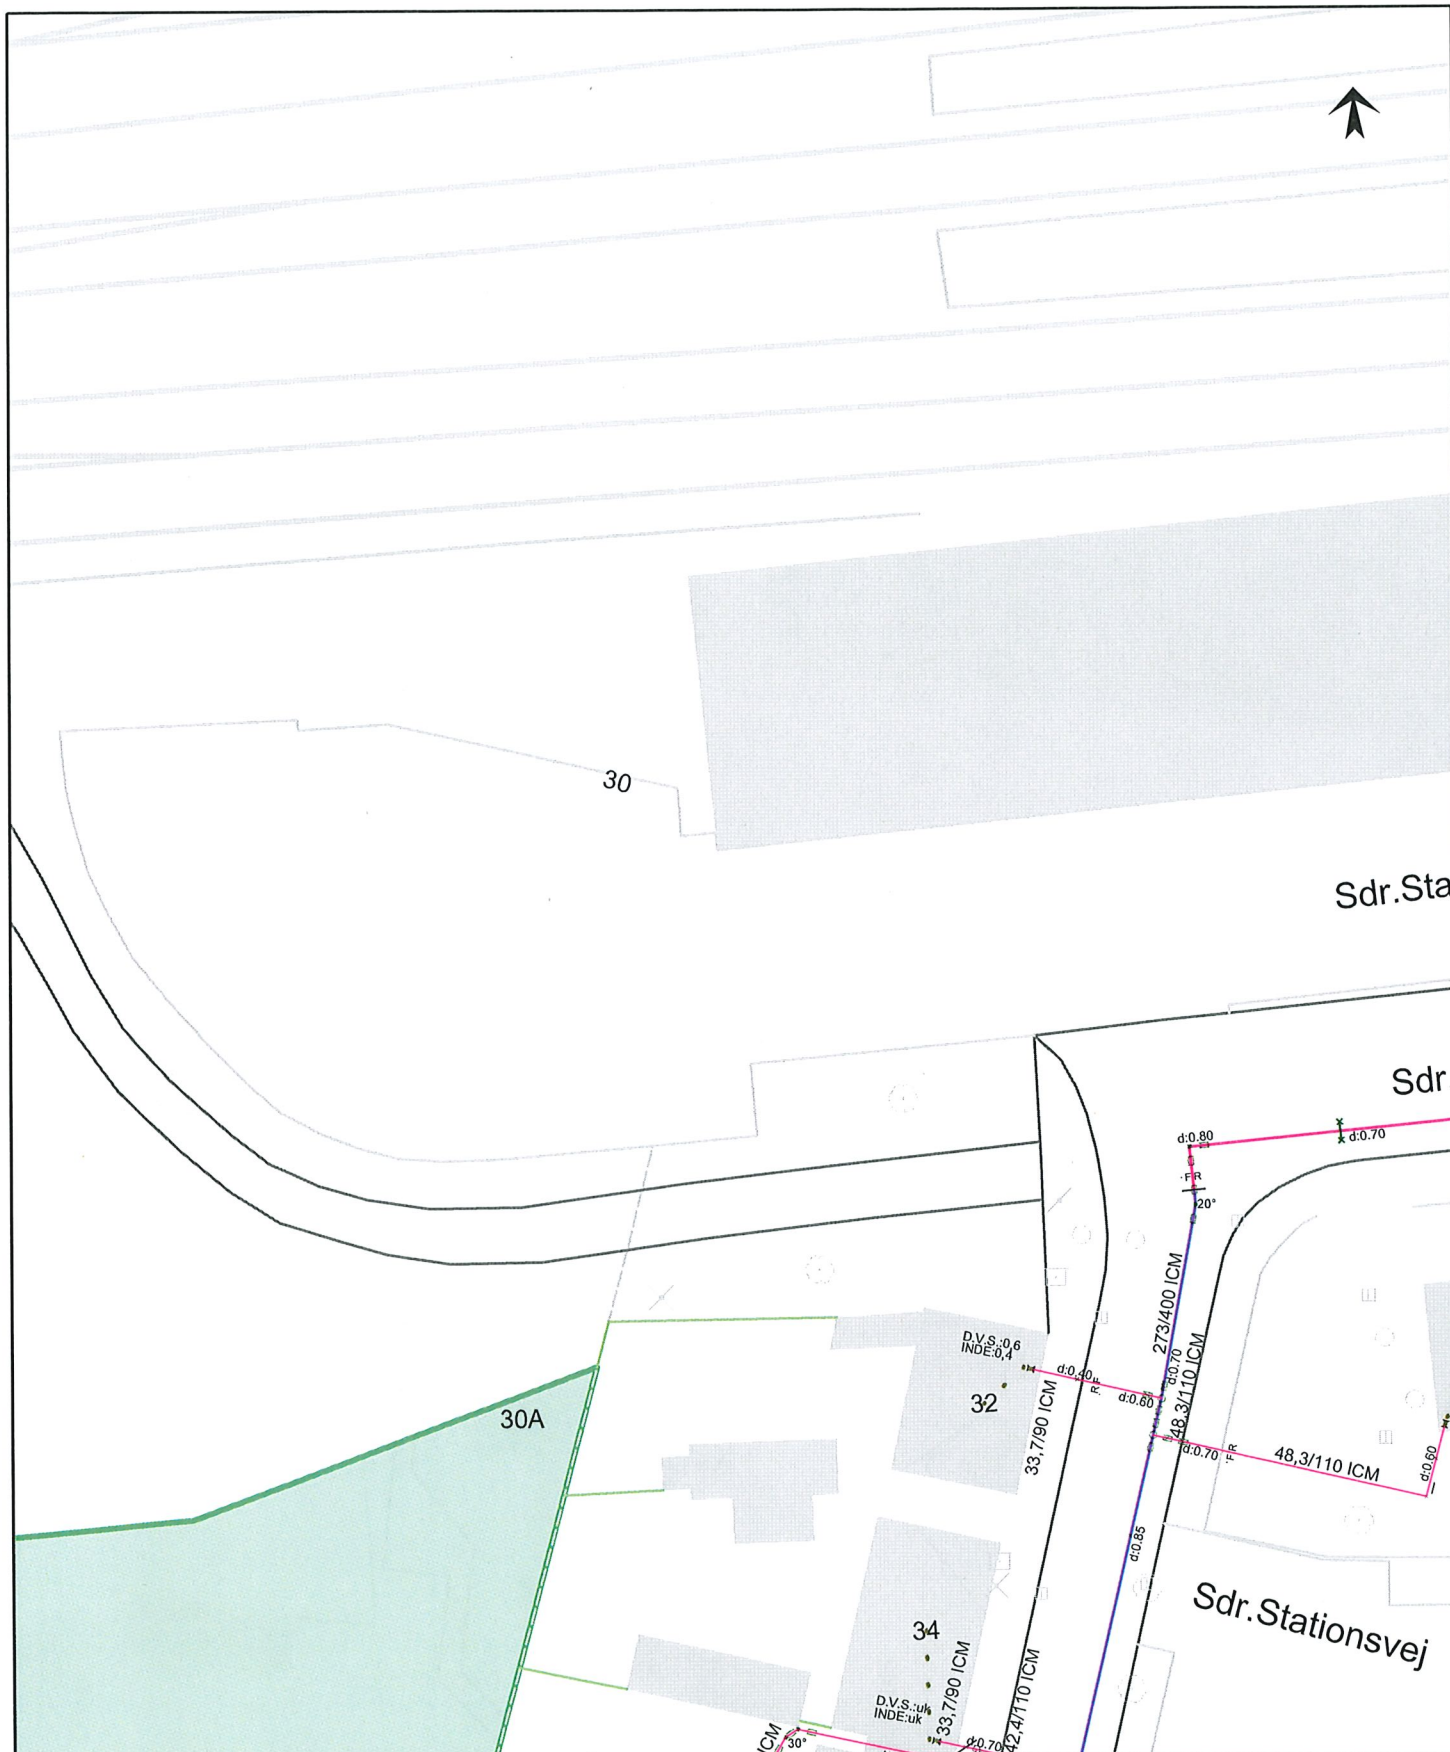 30
Sdr.Sta
Sdr
d:0.80
d:0.70
FR
20°
273/400 ICM
D.V.S.:0,6
INDE:0,4
d:0.40
R.F
d:0.70
48,3/110 ICM
32
d:0.60
30A
33,7/90 ICM
d:0.70
FR
48,3/110 ICM
d:0.60
d:0.85
Sdr.Stationsvej
34
33,7/90 ICM
42,4/110 ICM
D.V.S.:uk
INDE:uk
ICM
30°
d:0.70